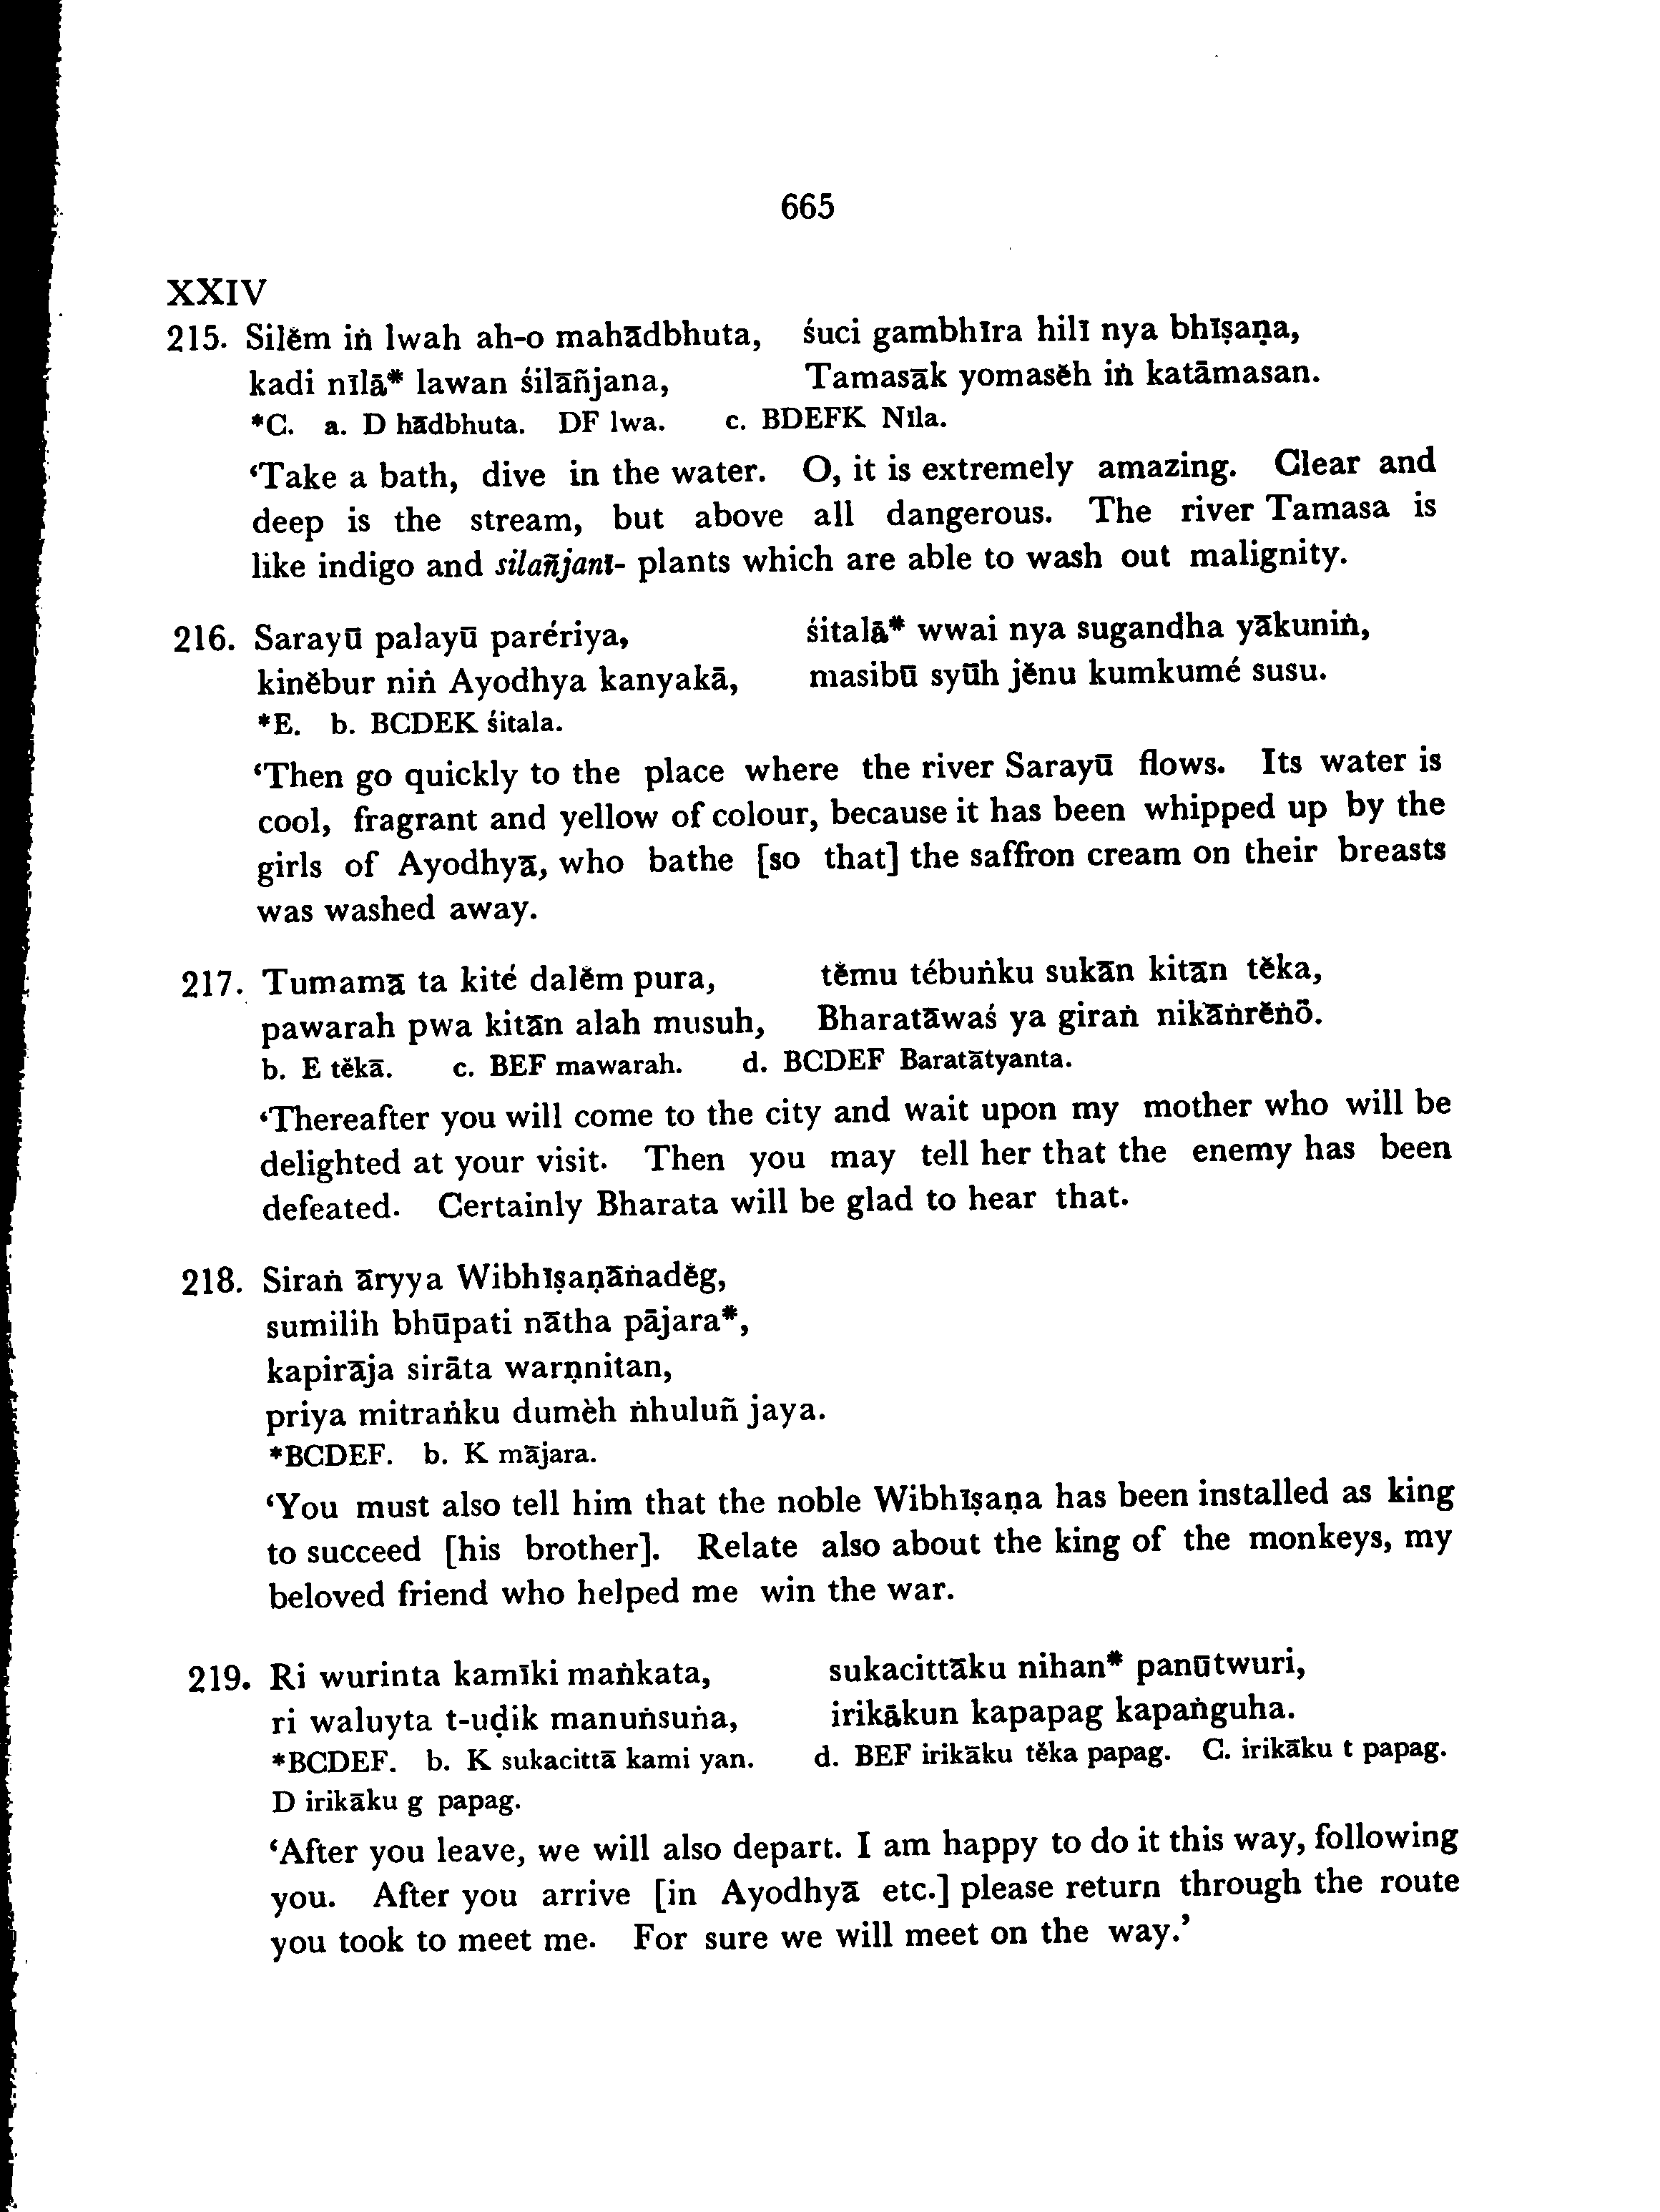 665
XXIV
215. Silĕm iṅ lwah ah-o mahādbhuta, śuci gambhīra hilī nya bhīṣaṇa,
kadi nīlā* lawan śilāñjana, Tamasāk yomasĕh iṅ katāmasan.
*C. a. D hādbhuta. DF lwa. c. BDEFK Nīla.
‘Take a bath, dive in the water. O, it is extremely amazing. Clear and
deep is the stream, but above all dangerous. The river Tamasa is
like indigo and silañjanī- plants which are able to wash out malignity.
216. Sarayū palayū parériya, śitalā* wwai nya sugandha yākuniṅ,
kinĕbur niṅ Ayodhya kanyakā, masibū syūh jĕnu kumkumé susu.
*E. b. BCDEK śitala.
‘Then go quickly to the place where the river Sarayū flows. Its water is
cool, fragrant and yellow of colour, because it has been whipped up by the
girls of Ayodhyā, who bathe [so that] the saffron cream on their breasts
was washed away.
217. Tumamā ta kité dalĕm pura, tĕmu tébuṅku sukān kitān tĕka,
pawarah pwa kitān alah musuh, Bharatāwaś ya giraṅ nikāṅrĕṅȫ.
b. E tĕkā. c. BEF mawarah. d. BCDEF Baratātyanta.
‘Thereafter you will come to the city and wait upon my mother who will be
delighted at your visit. Then you may tell her that the enemy has been
defeated. Certainly Bharata will be glad to hear that.
218. Siraṅ āryya Wibhīṣaṇāṅadĕg,
sumilih bhūpati nātha pājara*,
kapirāja sirāta warṇnitan,
priya mitraṅku dumèh ṅhuluñ jaya.
*BCDEF. b. K mājara.
‘You must also tell him that the noble Wibhīṣaṇa has been installed as king
to succeed [his brother]. Relate also about the king of the monkeys, my
beloved friend who helped me win the war.
219. Ri wurinta kamīki maṅkata, sukacittāku nihan* panūtwuri,
ri waluyta t-uḍik manuṅsuṅa, irikākun kapapag kapaṅguha.
*BCDEF. b. K sukacittā kami yan. d. BEF irikāku tĕka papag. C. irikāku t papag.
D irikāku g papag.
‘After you leave, we will also depart. I am happy to do it this way, following
you. After you arrive [in Ayodhyā etc.] please return through the route
you took to meet me. For sure we will meet on the way.’